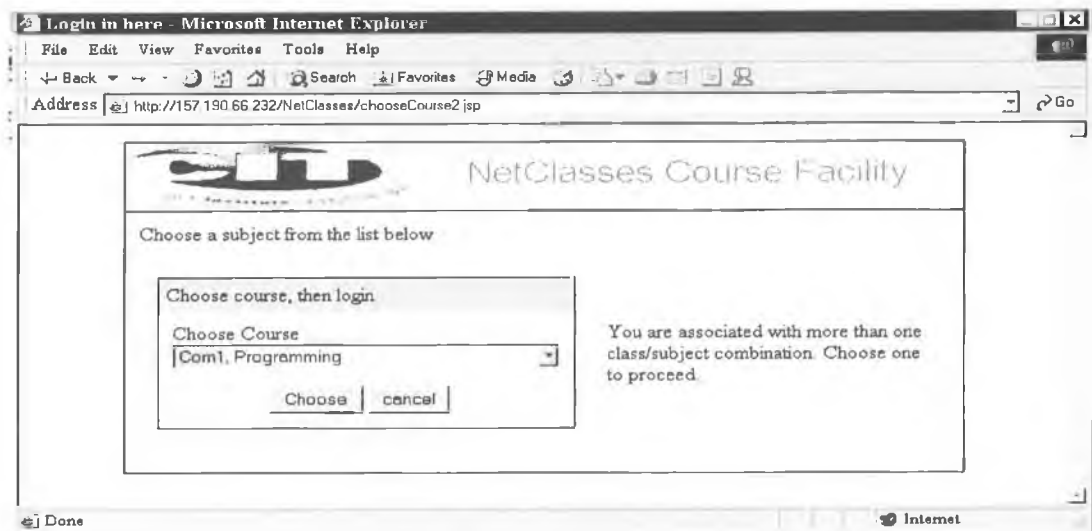 Login in here - Microsoft Internet Explorer
File Edit View Favorites Tools Help
Back Search Favorites Media
Address http://157.190.66.232/NetClasses/chooseCourse2.jsp Go
NetClasses Course Facility
Choose a subject from the list below
Choose course, then login
Choose Course
Com1, Programming
Choose cancel
You are associated with more than one
class/subject combination. Choose one
to proceed.
Done Internet